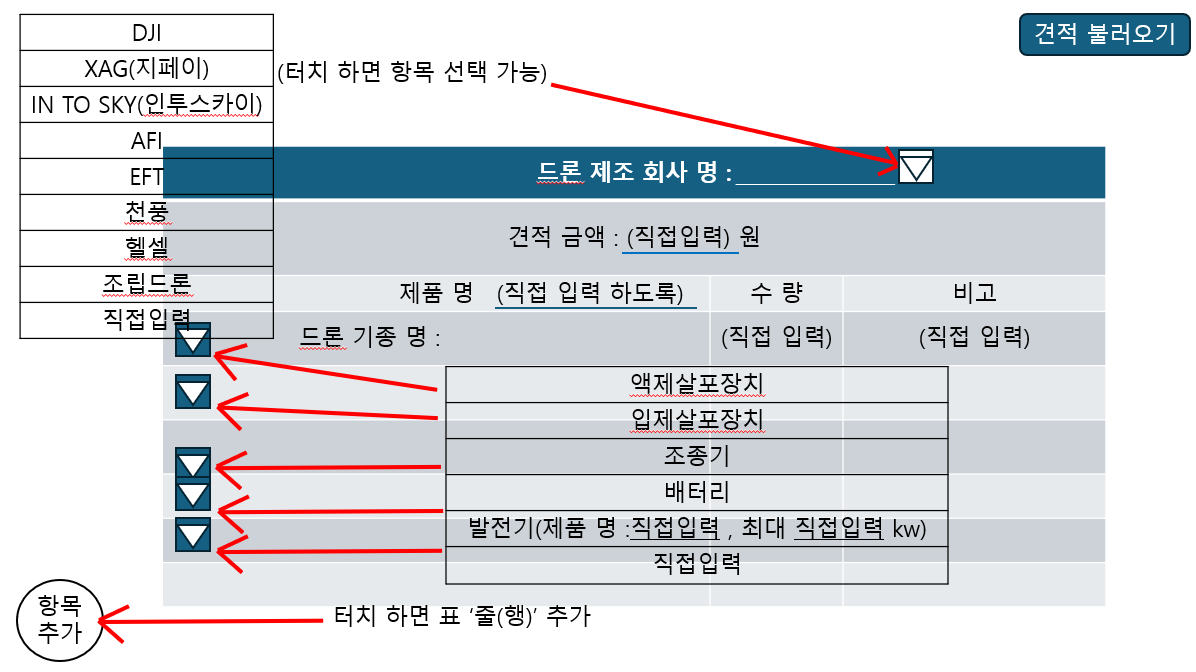 DJI
XAG(지페이)
IN TO SKY(인투스카이)
AFI
EFT
천풍
헬셀
조립드론
직접입력
(터치 하면 항목 선택 가능)
견적 불러오기
드론 제조 회사 명 : ______________
견적 금액 : (직접입력) 원
제품 명 (직접 입력 하도록)
수 량
비고
드론 기종 명 :
(직접 입력)
(직접 입력)
액제살포장치
입제살포장치
조종기
배터리
발전기(제품 명 :직접입력 , 최대 직접입력 kw)
직접입력
항목
추가
터치 하면 표 ‘줄(행)’ 추가